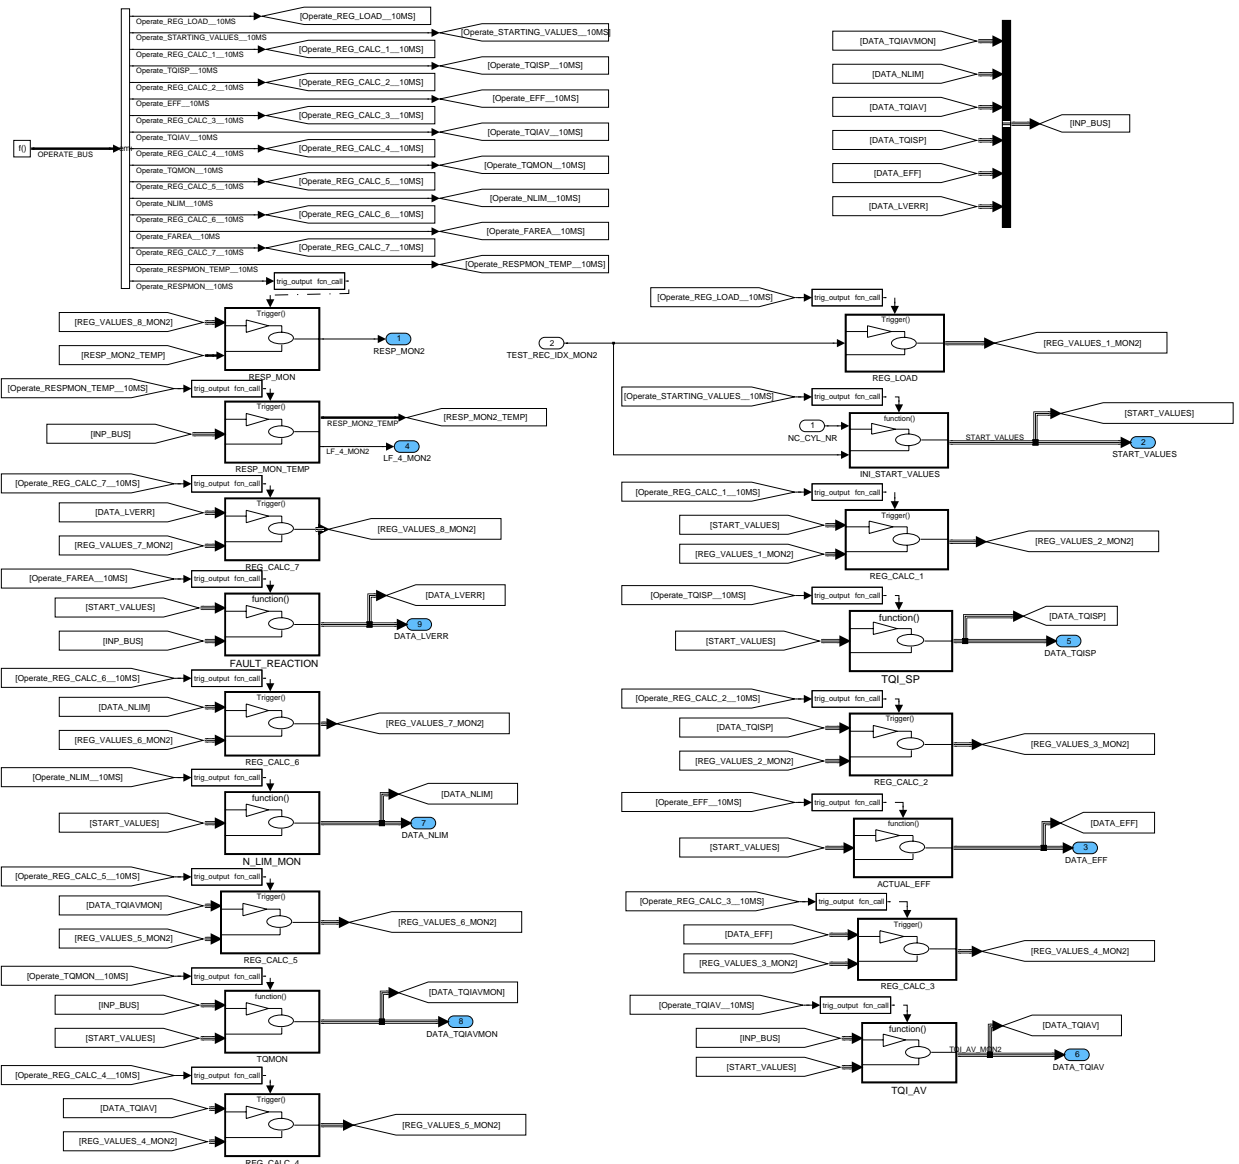 f()
OPERATE_BUS
Operate_REG_LOAD__10MS
[Operate_REG_LOAD__10MS]
Operate_STARTING_VALUES__10MS
[Operate_STARTING_VALUES__10MS]
Operate_REG_CALC_1__10MS
[Operate_REG_CALC_1__10MS]
Operate_TQISP__10MS
[Operate_TQISP__10MS]
Operate_REG_CALC_2__10MS
[Operate_REG_CALC_2__10MS]
Operate_EFF__10MS
[Operate_EFF__10MS]
Operate_REG_CALC_3__10MS
[Operate_REG_CALC_3__10MS]
Operate_TQIAV__10MS
[Operate_TQIAV__10MS]
Operate_REG_CALC_4__10MS
[Operate_REG_CALC_4__10MS]
Operate_TQMON__10MS
[Operate_TQMON__10MS]
Operate_REG_CALC_5__10MS
[Operate_REG_CALC_5__10MS]
Operate_NLIM__10MS
[Operate_NLIM__10MS]
Operate_REG_CALC_6__10MS
[Operate_REG_CALC_6__10MS]
Operate_FAREA__10MS
[Operate_FAREA__10MS]
Operate_REG_CALC_7__10MS
[Operate_REG_CALC_7__10MS]
Operate_RESPMON_TEMP__10MS
[Operate_RESPMON_TEMP__10MS]
Operate_RESPMON__10MS
trig_output fcn_call
[DATA_TQIAVMON]
[DATA_NLIM]
[DATA_TQIAV]
[DATA_TQISP]
[DATA_EFF]
[DATA_LVERR]
[INP_BUS]
Trigger()
[REG_VALUES_8_MON2]
[RESP_MON2_TEMP]
1
RESP_MON2
RESP_MON
[Operate_RESPMON_TEMP__10MS]
trig_output fcn_call
Trigger()
[INP_BUS]
RESP_MON2_TEMP
[RESP_MON2_TEMP]
LF_4_MON2
4
LF_4_MON2
RESP_MON_TEMP
[Operate_REG_CALC_7__10MS]
trig_output fcn_call
Trigger()
[DATA_LVERR]
[REG_VALUES_7_MON2]
[REG_VALUES_8_MON2]
REG_CALC_7
[Operate_FAREA__10MS]
trig_output fcn_call
function()
[START_VALUES]
[INP_BUS]
[DATA_LVERR]
9
DATA_LVERR
FAULT_REACTION
[Operate_REG_CALC_6__10MS]
trig_output fcn_call
Trigger()
[DATA_NLIM]
[REG_VALUES_6_MON2]
[REG_VALUES_7_MON2]
REG_CALC_6
[Operate_NLIM__10MS]
trig_output fcn_call
function()
[START_VALUES]
[DATA_NLIM]
7
DATA_NLIM
N_LIM_MON
[Operate_REG_CALC_5__10MS]
trig_output fcn_call
Trigger()
[DATA_TQIAVMON]
[REG_VALUES_5_MON2]
[REG_VALUES_6_MON2]
REG_CALC_5
[Operate_TQMON__10MS]
trig_output fcn_call
function()
[INP_BUS]
[START_VALUES]
[DATA_TQIAVMON]
8
DATA_TQIAVMON
TQMON
[Operate_REG_CALC_4__10MS]
trig_output fcn_call
Trigger()
[DATA_TQIAV]
[REG_VALUES_4_MON2]
[REG_VALUES_5_MON2]
REG_CALC_4
[Operate_REG_LOAD__10MS]
trig_output fcn_call
Trigger()
2
TEST_REC_IDX_MON2
[REG_VALUES_1_MON2]
REG_LOAD
[Operate_STARTING_VALUES__10MS]
trig_output fcn_call
function()
1
NC_CYL_NR
START_VALUES
[START_VALUES]
2
START_VALUES
INI_START_VALUES
[Operate_REG_CALC_1__10MS]
trig_output fcn_call
Trigger()
[START_VALUES]
[REG_VALUES_1_MON2]
[REG_VALUES_2_MON2]
REG_CALC_1
[Operate_TQISP__10MS]
trig_output fcn_call
function()
[START_VALUES]
[DATA_TQISP]
5
DATA_TQISP
TQI_SP
[Operate_REG_CALC_2__10MS]
trig_output fcn_call
Trigger()
[DATA_TQISP]
[REG_VALUES_2_MON2]
[REG_VALUES_3_MON2]
REG_CALC_2
[Operate_EFF__10MS]
trig_output fcn_call
function()
[START_VALUES]
[DATA_EFF]
3
DATA_EFF
ACTUAL_EFF
[Operate_REG_CALC_3__10MS]
trig_output fcn_call
Trigger()
[DATA_EFF]
[REG_VALUES_3_MON2]
[REG_VALUES_4_MON2]
REG_CALC_3
[Operate_TQIAV__10MS]
trig_output fcn_call
function()
[INP_BUS]
[START_VALUES]
TQI_AV_MON2
[DATA_TQIAV]
6
DATA_TQIAV
TQI_AV